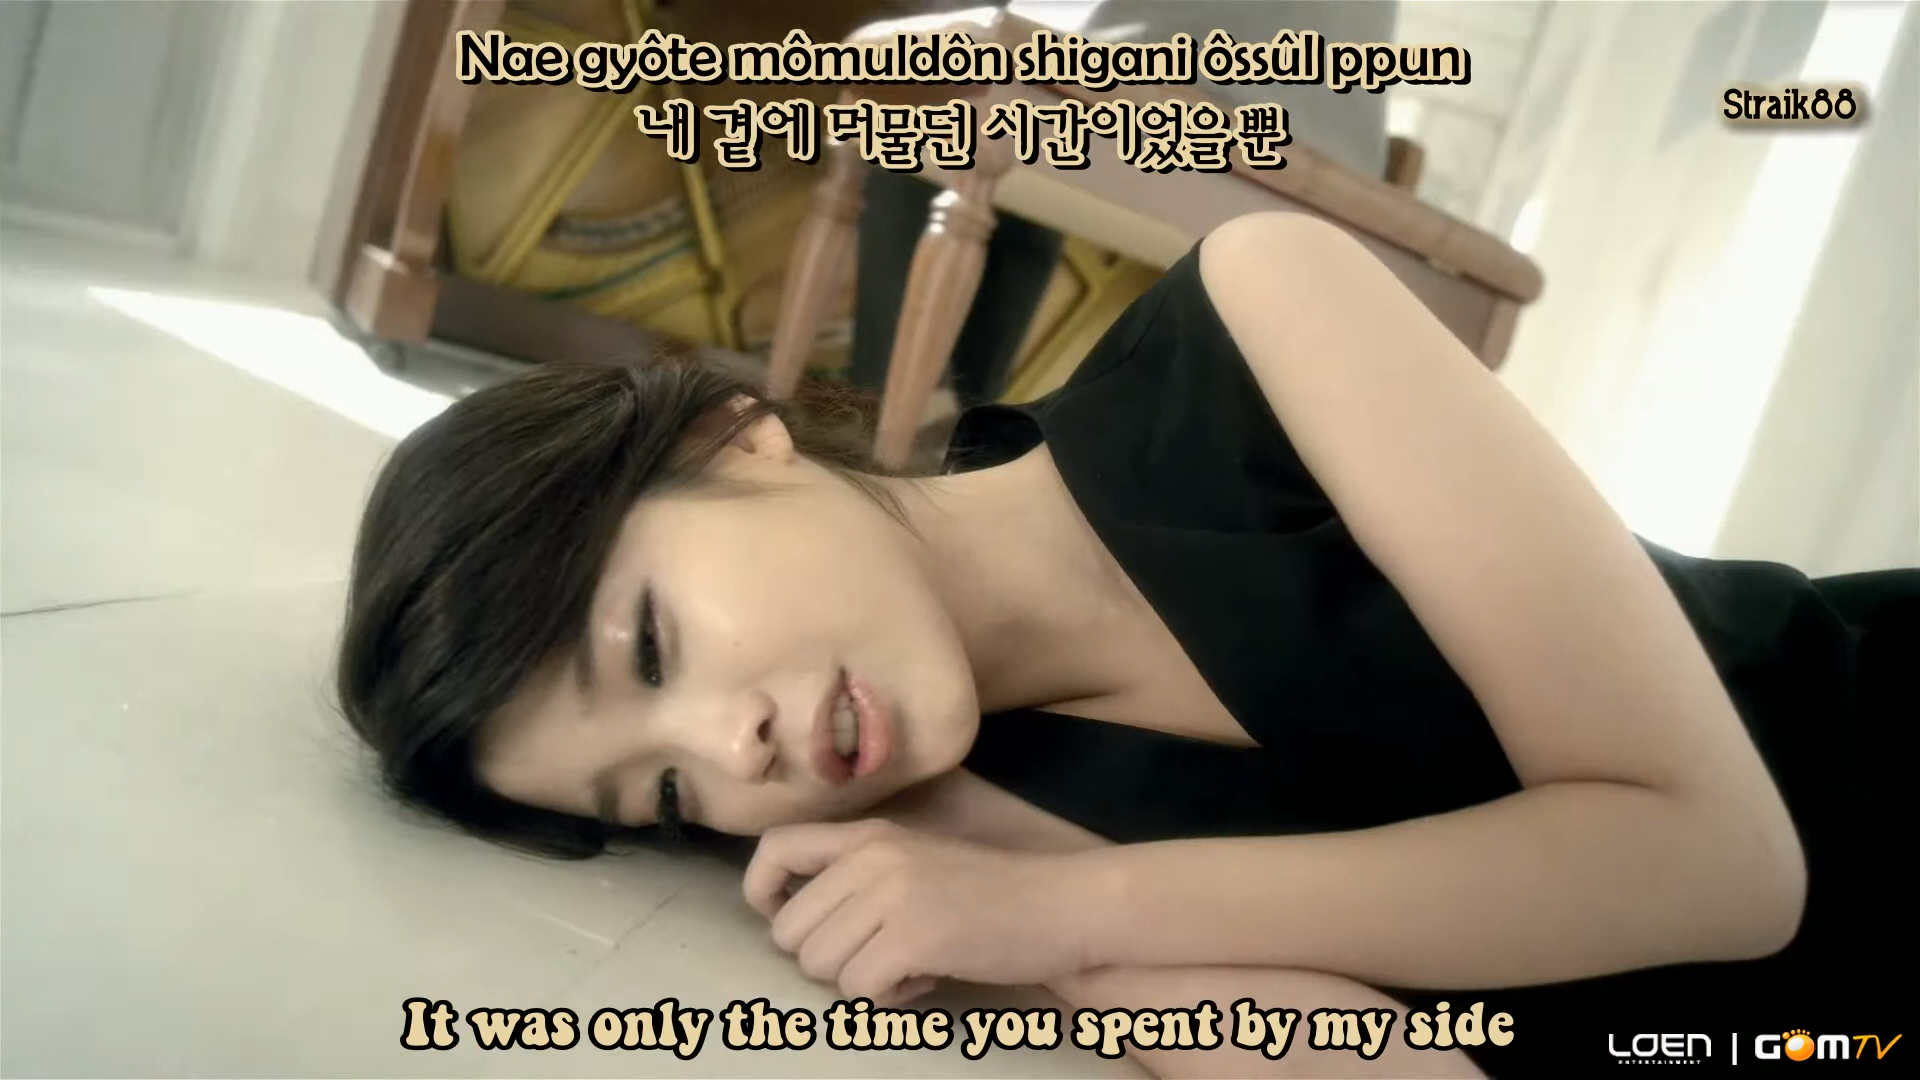 Nae gyôte mômuldôn shigani ôssûl ppun
내 곁에 머물던 시간이었을 뿐
Straik88
It was only the time you spent by my side
LOEN | GOMTV
ENTERTAINMENT